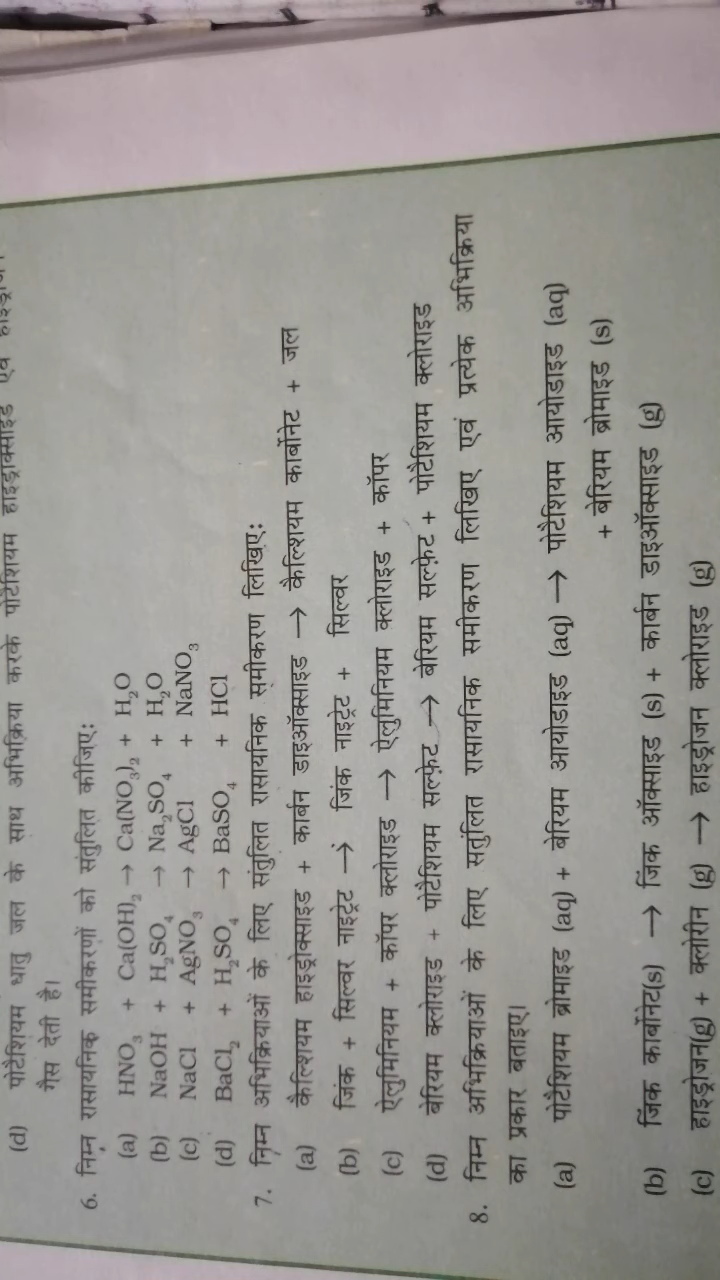 (d) पोटैशियम धातु जल के साथ अभिक्रिया करके पोटैशियम हाइड्रोक्साइड एवं
गैस देती है।
6. निम्न रासायनिक समीकरणों को संतुलित कीजिए:
(a) HNO₃ + Ca(OH)₂ → Ca(NO₃)₂ + H₂O
(b) NaOH + H₂SO₄ → Na₂SO₄ + H₂O
(c) NaCl + AgNO₃ → AgCl + NaNO₃
(d) BaCl₂ + H₂SO₄ → BaSO₄ + HCl
7. निम्न अभिक्रियाओं के लिए संतुलित रासायनिक समीकरण लिखिए:
(a) कैल्शियम हाइड्रोक्साइड + कार्बन डाइऑक्साइड → कैल्शियम कार्बोनेट + जल
(b) जिंक + सिल्वर नाइट्रेट → जिंक नाइट्रेट + सिल्वर
(c) ऐलुमिनियम + कॉपर क्लोराइड → ऐलुमिनियम क्लोराइड + कॉपर
(d) बेरियम क्लोराइड + पोटैशियम सल्फ़ेट → बेरियम सल्फ़ेट + पोटैशियम क्लोराइड
8. निम्न अभिक्रियाओं के लिए संतुलित रासायनिक समीकरण लिखिए एवं प्रत्येक अभिक्रिया
का प्रकार बताइए।
(a) पोटैशियम ब्रोमाइड (aq) + बेरियम आयोडाइड (aq) → पोटैशियम आयोडाइड (aq)
+ बेरियम ब्रोमाइड (s)
(b) जिंक कार्बोनेट(s) → जिंक ऑक्साइड (s) + कार्बन डाइऑक्साइड (g)
(c) हाइड्रोजन(g) + क्लोरीन (g) → हाइड्रोजन क्लोराइड (g)